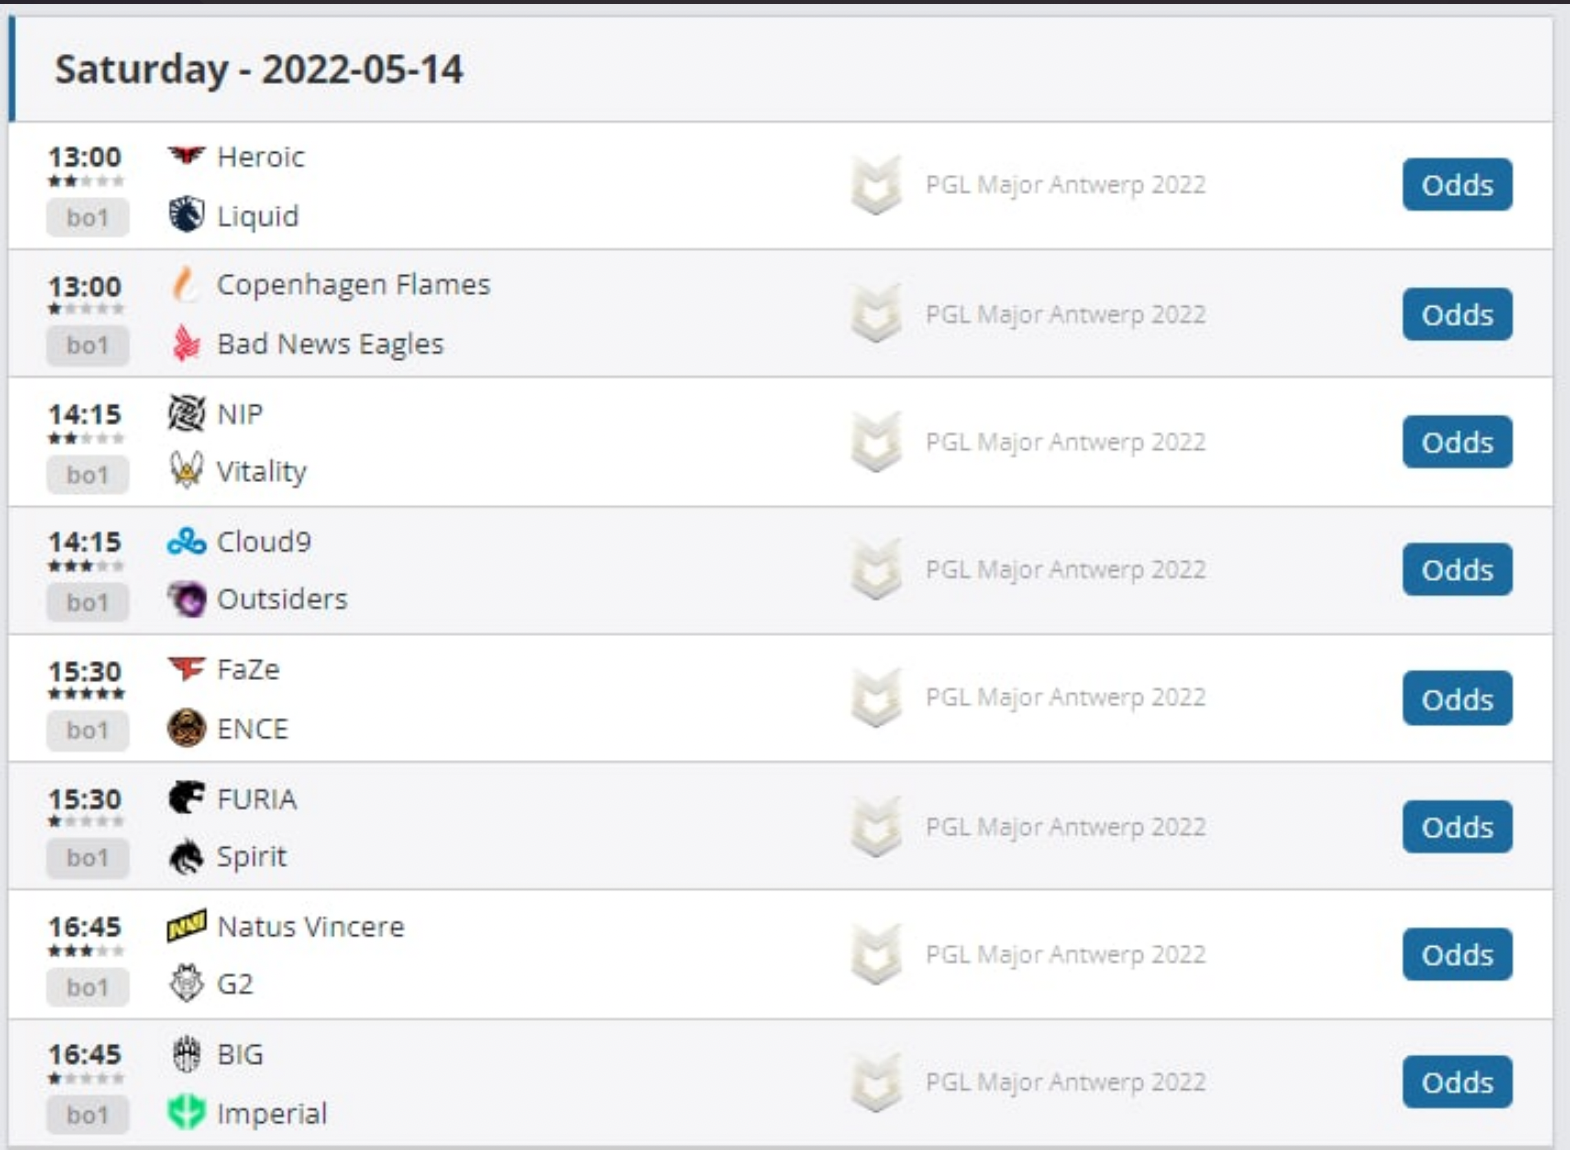 Saturday - 2022-05-14
13:00 Heroic
bo1 Liquid
PGL Major Antwerp 2022 Odds
13:00 Copenhagen Flames
bo1 Bad News Eagles
PGL Major Antwerp 2022 Odds
14:15 NIP
bo1 Vitality
PGL Major Antwerp 2022 Odds
14:15 Cloud9
bo1 Outsiders
PGL Major Antwerp 2022 Odds
15:30 FaZe
bo1 ENCE
PGL Major Antwerp 2022 Odds
15:30 FURIA
bo1 Spirit
PGL Major Antwerp 2022 Odds
16:45 Natus Vincere
bo1 G2
PGL Major Antwerp 2022 Odds
16:45 BIG
bo1 Imperial
PGL Major Antwerp 2022 Odds